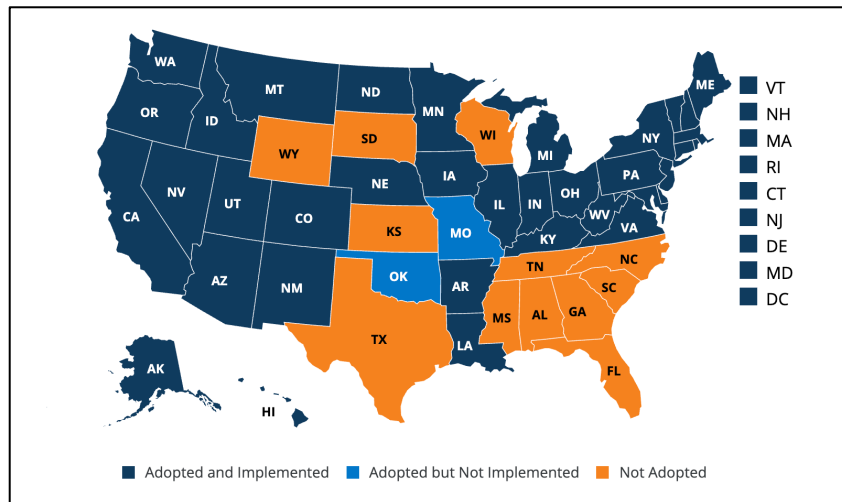 WA
MT
ND
MN
ME
VT
OR
ID
SD
WI
NY
NH
WY
MI
MA
NE
IA
PA
RI
NV
UT
CO
IL
IN
OH
WV
VA
CT
CA
KS
MO
KY
NJ
AZ
NM
OK
AR
TN
NC
DE
TX
MS
AL
GA
SC
MD
LA
DC
AK
HI
FL
Adopted and Implemented
Adopted but Not Implemented
Not Adopted